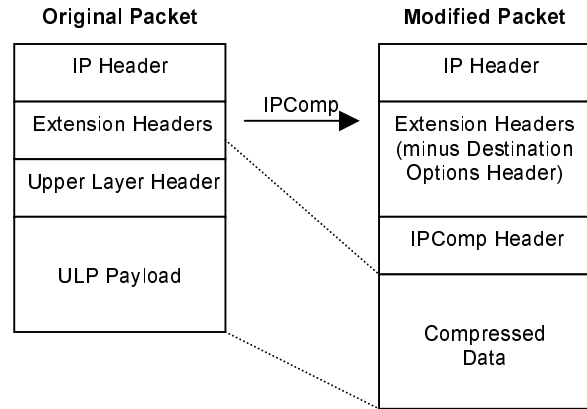 Original Packet
IP Header
Extension Headers
Upper Layer Header
ULP Payload
IPComp
Modified Packet
IP Header
Extension Headers
(minus Destination
Options Header)
IPComp Header
Compressed
Data